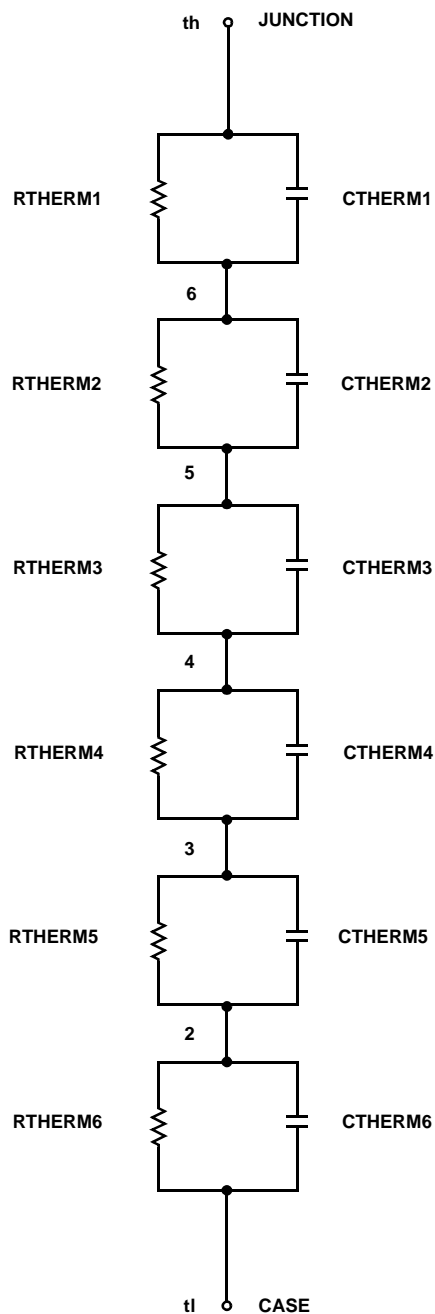 th JUNCTION
RTHERM1 CTHERM1
6
RTHERM2 CTHERM2
5
RTHERM3 CTHERM3
4
RTHERM4 CTHERM4
3
RTHERM5 CTHERM5
2
RTHERM6 CTHERM6
tl CASE